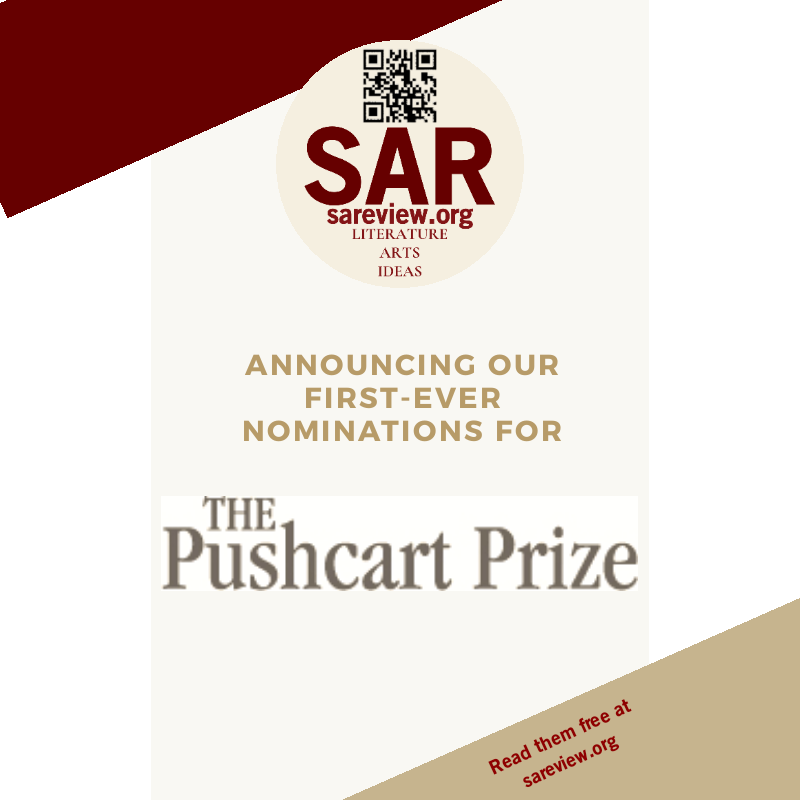 SAR
sareview.org
LITERATURE
ARTS
IDEAS
ANNOUNCING OUR
FIRST-EVER
NOMINATIONS FOR
THE
Pushcart Prize
Read them free at
sareview.org